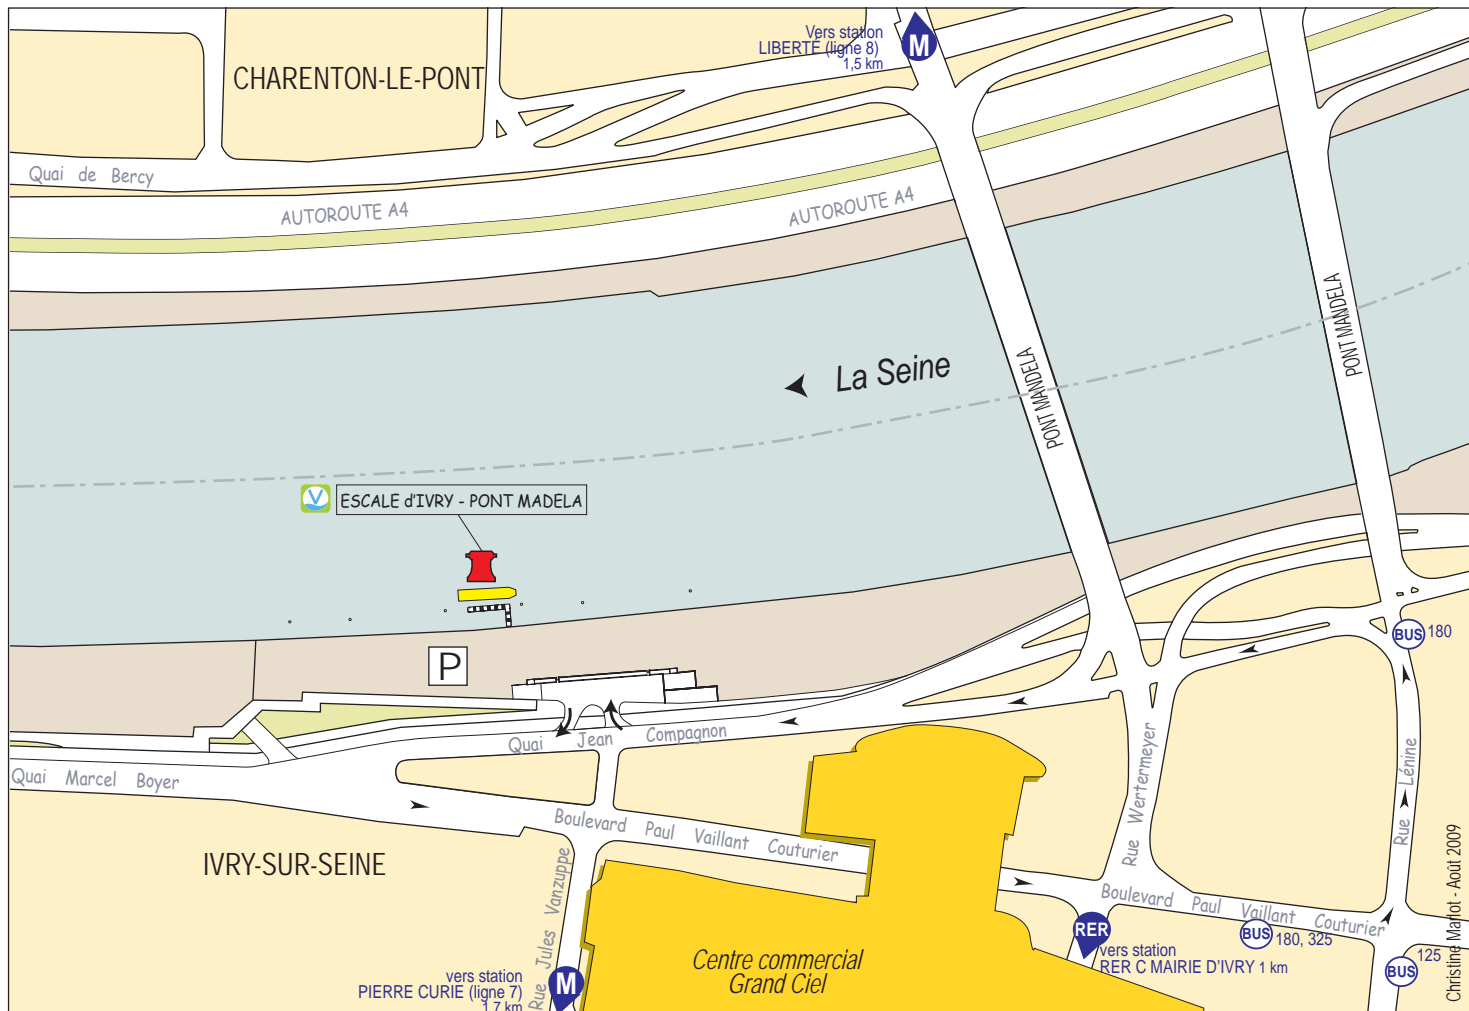 Vers station
LIBERTÉ (ligne 8)
1,5 km
M
CHARENTON-LE-PONT
Quai de Bercy
AUTOROUTE A4
AUTOROUTE A4
PONT MANDELA
PONT MANDELA
La Seine
V
ESCALE d'IVRY - PONT MADELA
P
BUS 180
Quai Jean Compagnon
Quai Marcel Boyer
Boulevard Paul Vaillant Couturier
Rue Wertermeyer
Rue Lénine
IVRY-SUR-SEINE
Rue Jules Vanzuppe
Boulevard Paul Vaillant Couturier
RER
vers station
RER C MAIRIE D'IVRY 1 km
BUS 180, 325
BUS 125
Centre commercial
Grand Ciel
vers station
PIERRE CURIE (ligne 7)
1,7 km
M
Christine Marlot - Août 2009